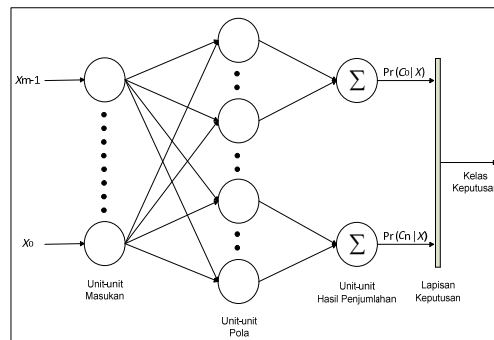 Xm-1
Pr (C0 | X)
Kelas
Keputusan
X0
Pr (Cn | X)
Unit-unit
Masukan
Unit-unit
Pola
Unit-unit
Hasil Penjumlahan
Lapisan
Keputusan
Σ
Σ